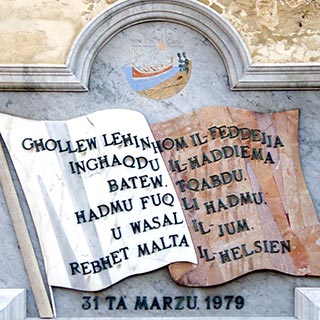 GHOLLEW LEHINHOM IL-FEDDEIJA
INGHAQDU IL-HADDIEMA
BATEW. TQABDU.
HADMU FUQ LI HADMU.
U WASAL IL' JUM.
REBHET MALTA IL-HELSIEN
31 TA MARZU, 1979